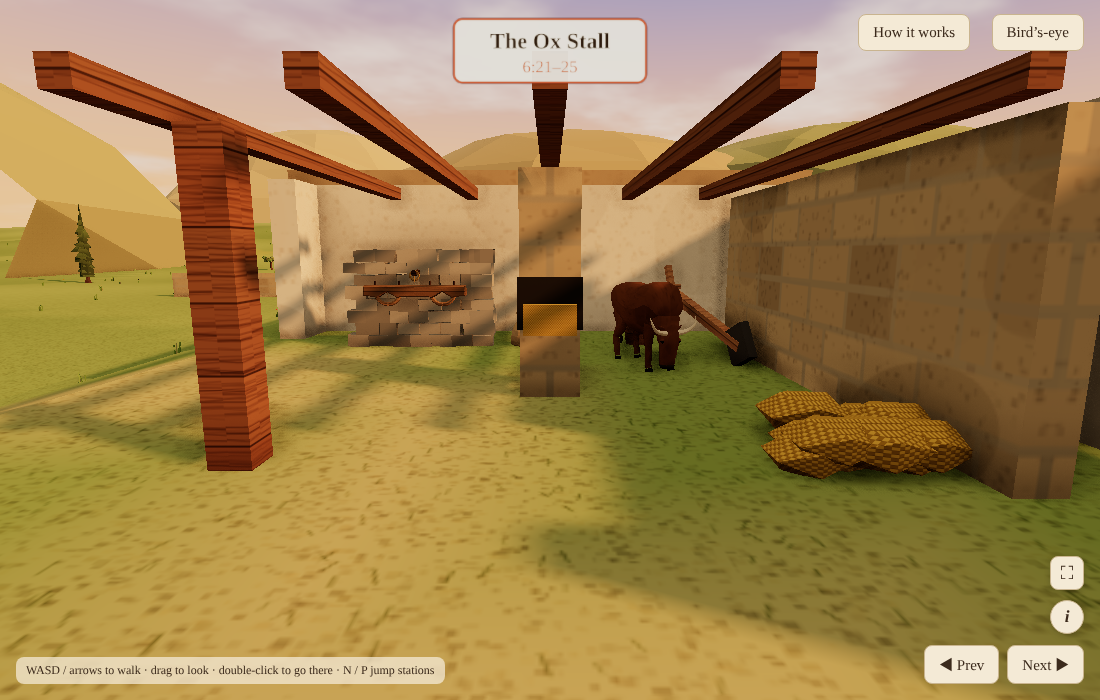 The Ox Stall
6:21–25
How it works
Bird's-eye
WASD / arrows to walk · drag to look · double-click to go there · N / P jump stations
i
◀ Prev
Next ▶